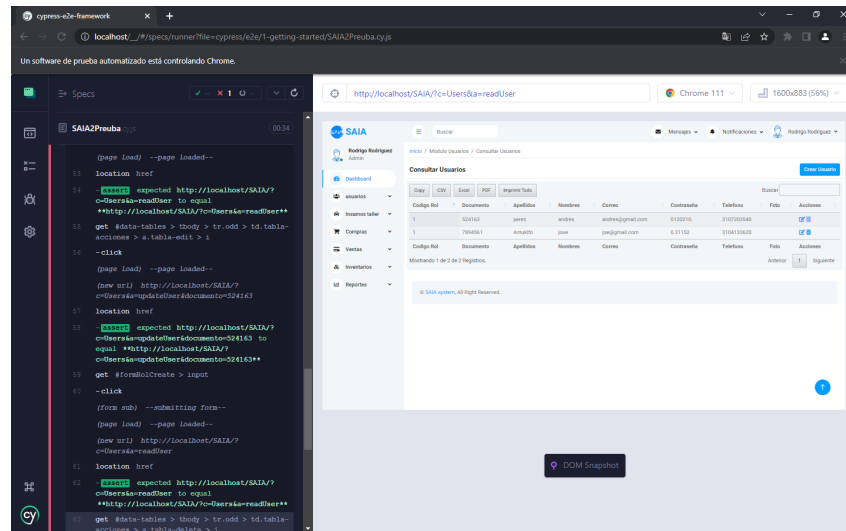 cypress-e2e-framework
localhost/__/#/specs/runner?file=cypress/e2e/1-getting-started/SAIA2Preuba.cy.js
Un software de prueba automatizado está controlando Chrome.
Specs
1
http://localhost/SAIA/?c=Users&a=readUser
Chrome 111
1600x883 (56%)
SAIA2Preuba.cy.js
00:34
(page load) --page loaded--
53 location href
54 -assert expected http://localhost/SAIA/?
c=Users&a=readUser to equal
**http://localhost/SAIA/?c=Users&a=readUser**
55 get #data-tables > tbody > tr.odd > td.tabla-
acciones > a.tabla-edit > i
56 -click
(page load) --page loaded--
(new url) http://localhost/SAIA/?
c=Users&a=updateUser&documento=524163
57 location href
58 -assert expected http://localhost/SAIA/?
c=Users&a=updateUser&documento=524163 to
equal **http://localhost/SAIA/?
c=Users&a=updateUser&documento=524163**
59 get #formRolCreate > input
60 -click
(form sub) --submitting form--
(page load) --page loaded--
(new url) http://localhost/SAIA/?
c=Users&a=readUser
61 location href
62 -assert expected http://localhost/SAIA/?
c=Users&a=readUser to equal
**http://localhost/SAIA/?c=Users&a=readUser**
63 get #data-tables > tbody > tr.odd > td.tabla-
acciones > a.tabla-delete > i
cy
SAIA
Buscar
Mensajes
Notificaciones
Rodrigo Rodriguez
Rodrigo Rodriguez
Admin
Dashboard
usuarios
Insumos taller
Compras
Ventas
Inventarios
Reportes
Inicio / Módulo Usuarios / Consultar Usuarios
Consultar Usuarios
Crear Usuario
Copy CSV Excel PDF Imprimir Todo
Buscar:
Codigo Rol Documento Apellidos Nombres Correo Contraseña Telefono Foto Acciones
1 524163 perez andres andres@gmail.com 3107203540
1 7894561 jose jose@gmail.com 0.31152 3104133620
Codigo Rol Documento Apellidos Nombres Correo Contraseña Telefono Foto Acciones
Mostrando 1 de 2 de 2 Registros.
Anterior 1 Siguiente
© SAIA system, All Right Reserved.
DOM Snapshot